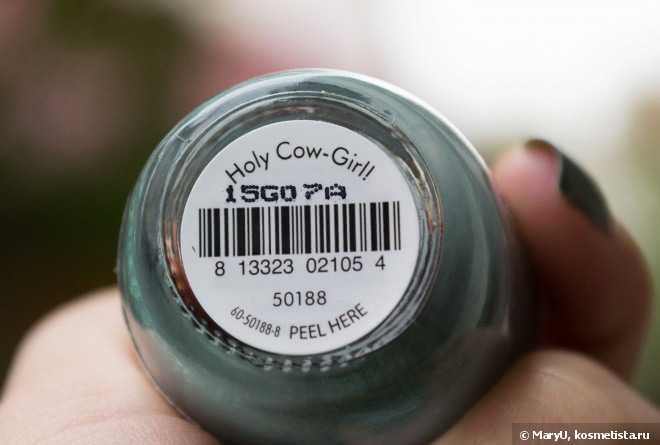 Holy Cow-Girl!
15G07A
8 13323 02105 4
50188
60-50188-8 PEEL HERE
© MaryU, kosmetista.ru